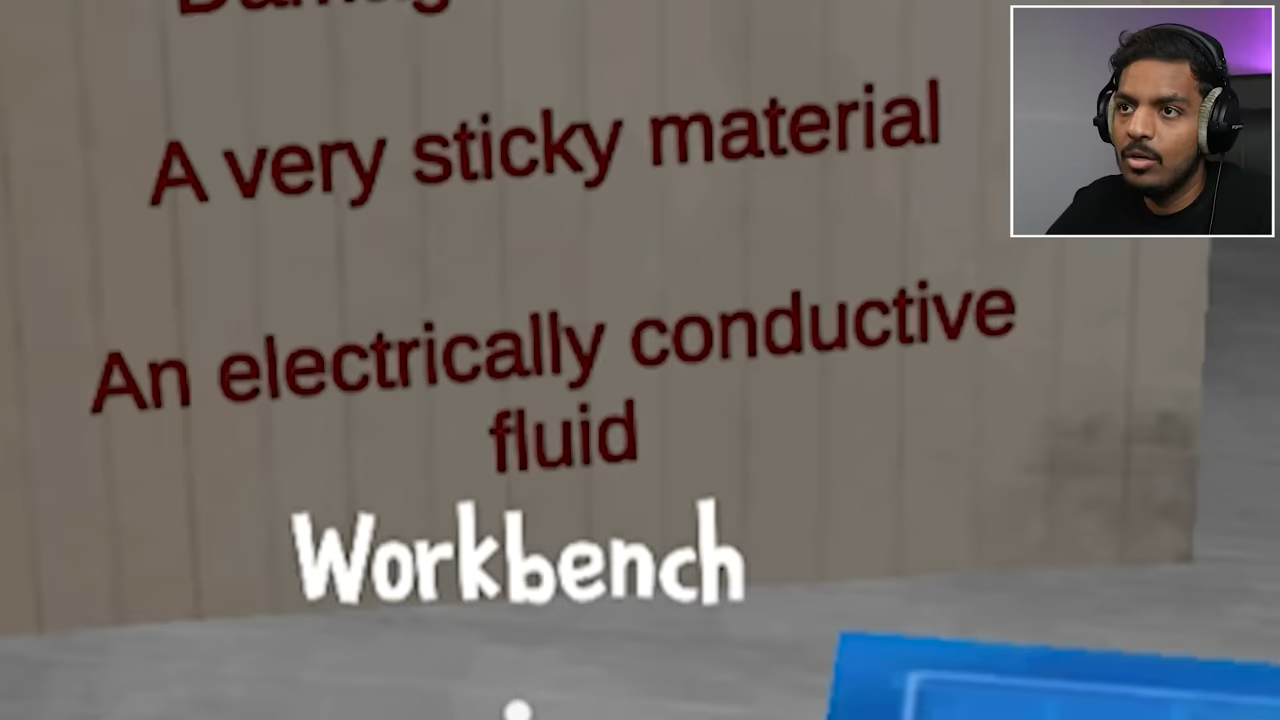 A very sticky material
An electrically conductive
fluid
Workbench